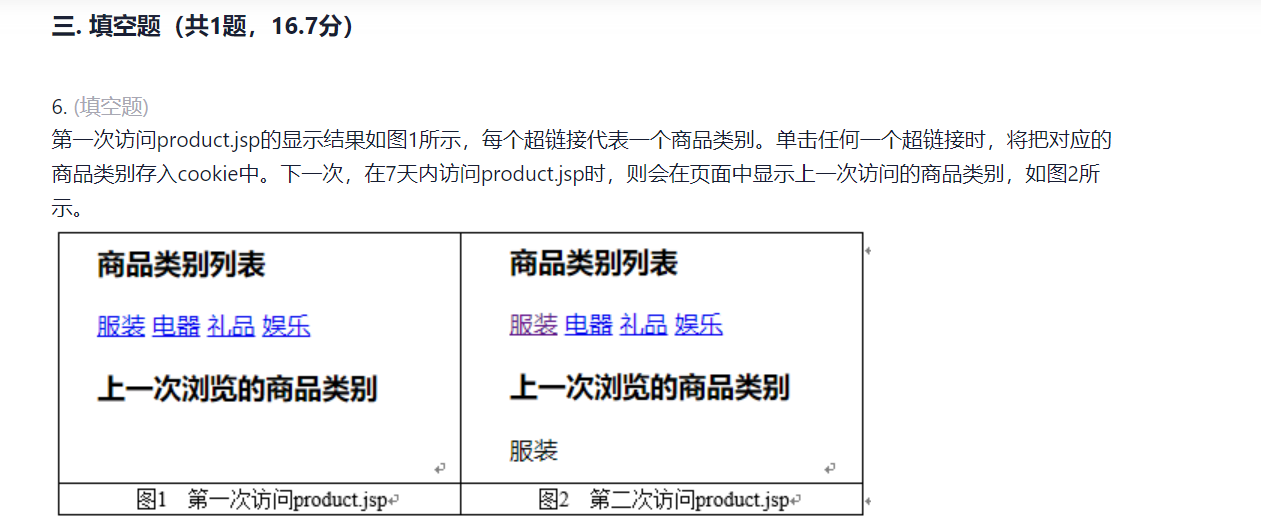 三. 填空题（共1题，16.7分）
6. (填空题)
第一次访问product.jsp的显示结果如图1所示，每个超链接代表一个商品类别。单击任何一个超链接时，将把对应的
商品类别存入cookie中。下一次，在7天内访问product.jsp时，则会在页面中显示上一次访问的商品类别，如图2所
示。
商品类别列表
服装 电器 礼品 娱乐
上一次浏览的商品类别
商品类别列表
服装 电器 礼品 娱乐
上一次浏览的商品类别
服装
图1 第一次访问product.jsp
图2 第二次访问product.jsp